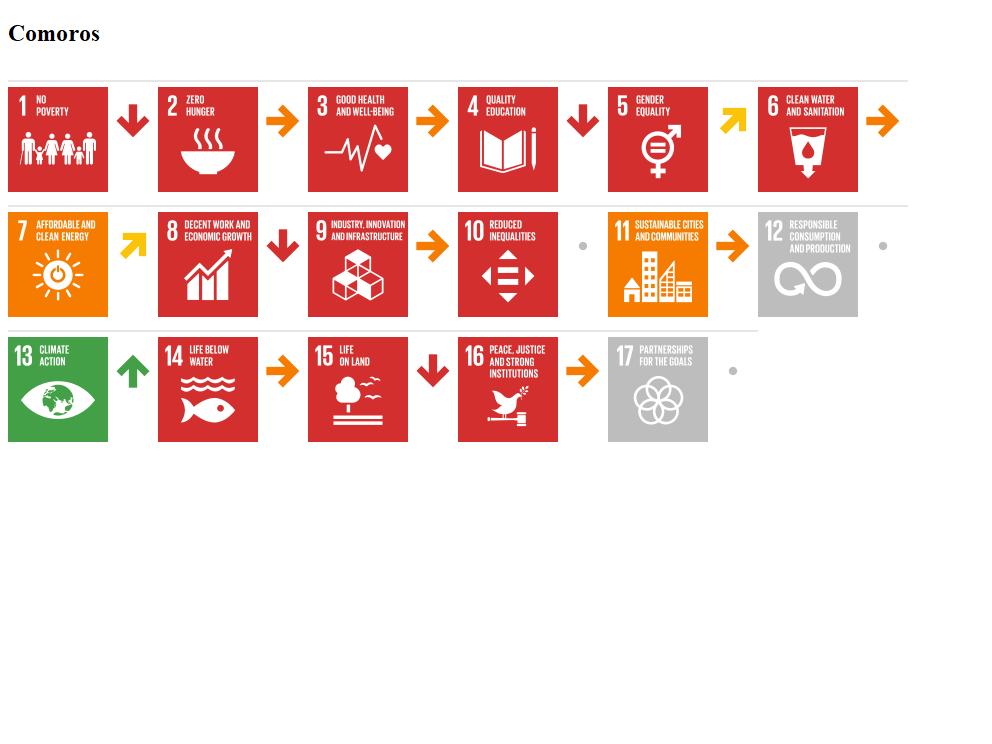 Comoros
1 NO
POVERTY
2 ZERO
HUNGER
3 GOOD HEALTH
AND WELL-BEING
4 QUALITY
EDUCATION
5 GENDER
EQUALITY
6 CLEAN WATER
AND SANITATION
7 AFFORDABLE AND
CLEAN ENERGY
8 DECENT WORK AND
ECONOMIC GROWTH
9 INDUSTRY, INNOVATION
AND INFRASTRUCTURE
10 REDUCED
INEQUALITIES
11 SUSTAINABLE CITIES
AND COMMUNITIES
12 RESPONSIBLE
CONSUMPTION
AND PRODUCTION
13 CLIMATE
ACTION
14 LIFE BELOW
WATER
15 LIFE
ON LAND
16 PEACE, JUSTICE
AND STRONG
INSTITUTIONS
17 PARTNERSHIPS
FOR THE GOALS